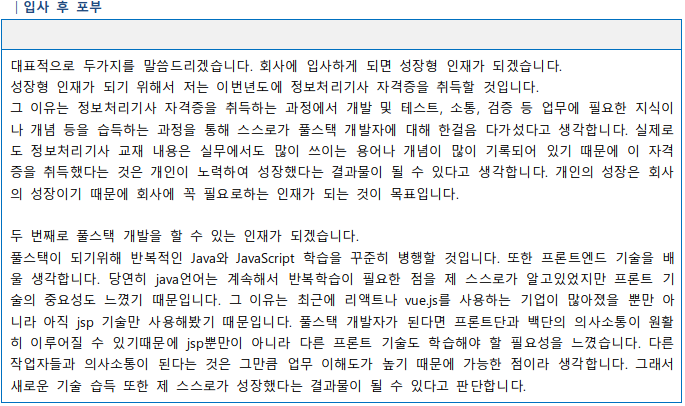 | 입사 후 포부
대표적으로 두가지를 말씀드리겠습니다. 회사에 입사하게 되면 성장형 인재가 되겠습니다.
성장형 인재가 되기 위해서 저는 이번년도에 정보처리기사 자격증을 취득할 것입니다.
그 이유는 정보처리기사 자격증을 취득하는 과정에서 개발 및 테스트, 소통, 검증 등 업무에 필요한 지식이
나 개념 등을 습득하는 과정을 통해 스스로가 풀스택 개발자에 대해 한걸음 다가섰다고 생각합니다. 실제로
도 정보처리기사 교재 내용은 실무에서도 많이 쓰이는 용어나 개념이 많이 기록되어 있기 때문에 이 자격
증을 취득했다는 것은 개인이 노력하여 성장했다는 결과물이 될 수 있다고 생각합니다. 개인의 성장은 회사
의 성장이기 때문에 회사에 꼭 필요로하는 인재가 되는 것이 목표입니다.
두 번째로 풀스택 개발을 할 수 있는 인재가 되겠습니다.
풀스택이 되기위해 반복적인 Java와 JavaScript 학습을 꾸준히 병행할 것입니다. 또한 프론트엔드 기술을 배
울 생각합니다. 당연히 java언어는 계속해서 반복학습이 필요한 점을 제 스스로가 알고있었지만 프론트 기
술의 중요성도 느꼈기 때문입니다. 그 이유는 최근에 리액트나 vue.js를 사용하는 기업이 많아졌을 뿐만 아
니라 아직 jsp 기술만 사용해봤기 때문입니다. 풀스택 개발자가 된다면 프론트단과 백단의 의사소통이 원활
히 이루어질 수 있기때문에 jsp뿐만이 아니라 다른 프론트 기술도 학습해야 할 필요성을 느꼈습니다. 다른
작업자들과 의사소통이 된다는 것은 그만큼 업무 이해도가 높기 때문에 가능한 점이라 생각합니다. 그래서
새로운 기술 습득 또한 제 스스로가 성장했다는 결과물이 될 수 있다고 판단합니다.